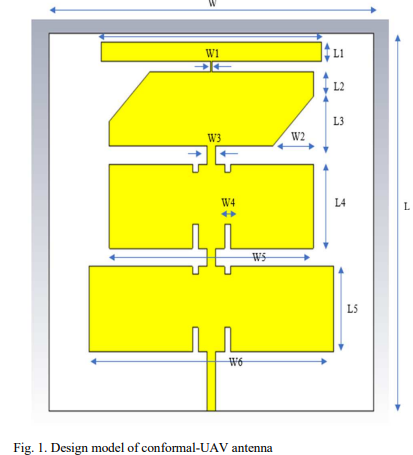 W
L1
W1
L2
L3
W3
W2
W4
L4
L
W5
L5
W6
Fig. 1. Design model of conformal-UAV antenna